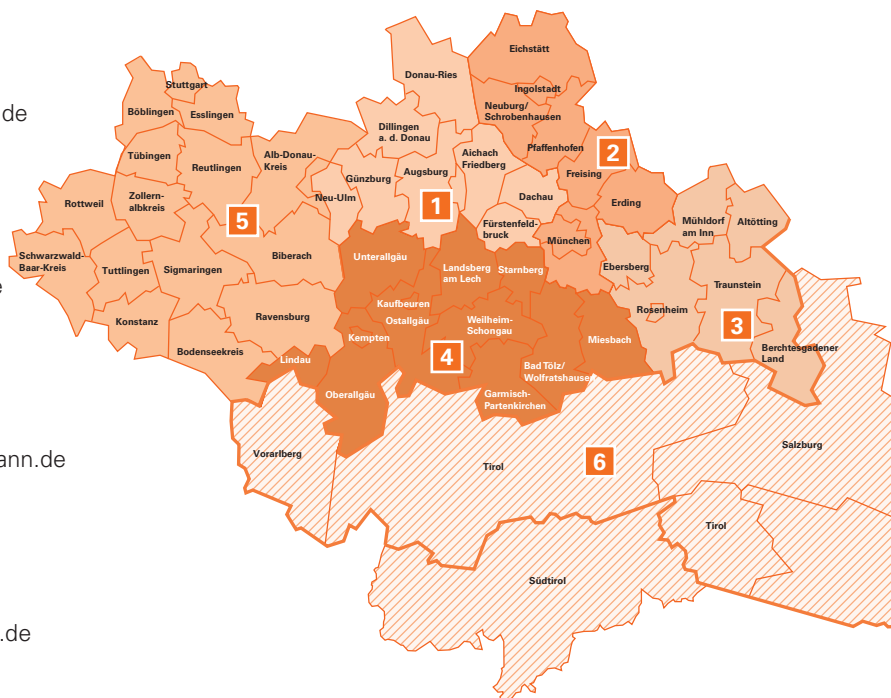 Eichstätt
Donau-Ries
Stuttgart
Ingolstadt
Böblingen
Esslingen
Neuburg/
Schrobenhausen
de
Dillingen
a. d. Donau
Pfaffenhofen
2
Tübingen
Reutlingen
Alb-Donau-
Kreis
Aichach
Friedberg
Freising
Günzburg
Augsburg
Neu-Ulm
Dachau
Erding
Rottweil
Zollern-
albkreis
1
5
Fürstenfeld-
bruck
München
Mühldorf
am Inn
Altötting
Schwarzwald-
Baar-Kreis
Tuttlingen
Sigmaringen
Biberach
Unterallgäu
Landsberg
am Lech
Starnberg
Ebersberg
Traunstein
e
Kaufbeuren
Ostallgäu
Rosenheim
Konstanz
Ravensburg
Weilheim-
Schongau
3
Kempten
Miesbach
Bodenseekreis
Lindau
4
Bad Tölz/
Wolfratshausen
Berchtesgadener
Land
Oberallgäu
Garmisch-
Partenkirchen
Vorarlberg
Tirol
6
Salzburg
ann.de
Tirol
Südtirol
.de